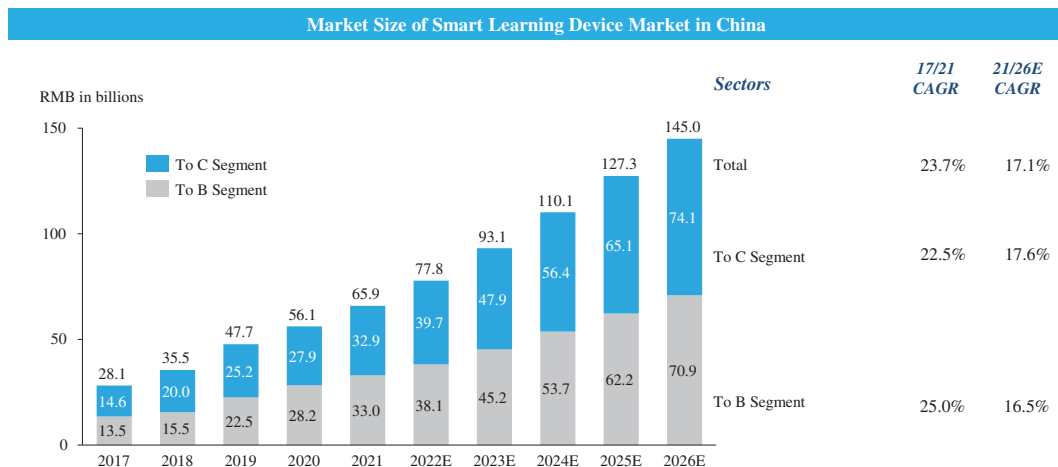 Market Size of Smart Learning Device Market in China
Sectors
17/21 CAGR
21/26E CAGR
RMB in billions
150
100
50
0
To C Segment
To B Segment
28.1
35.5
47.7
56.1
65.9
77.8
93.1
110.1
127.3
145.0
14.6
20.0
25.2
27.9
32.9
39.7
47.9
56.4
65.1
74.1
13.5
15.5
22.5
28.2
33.0
38.1
45.2
53.7
62.2
70.9
2017
2018
2019
2020
2021
2022E
2023E
2024E
2025E
2026E
Total 23.7% 17.1%
To C Segment 22.5% 17.6%
To B Segment 25.0% 16.5%